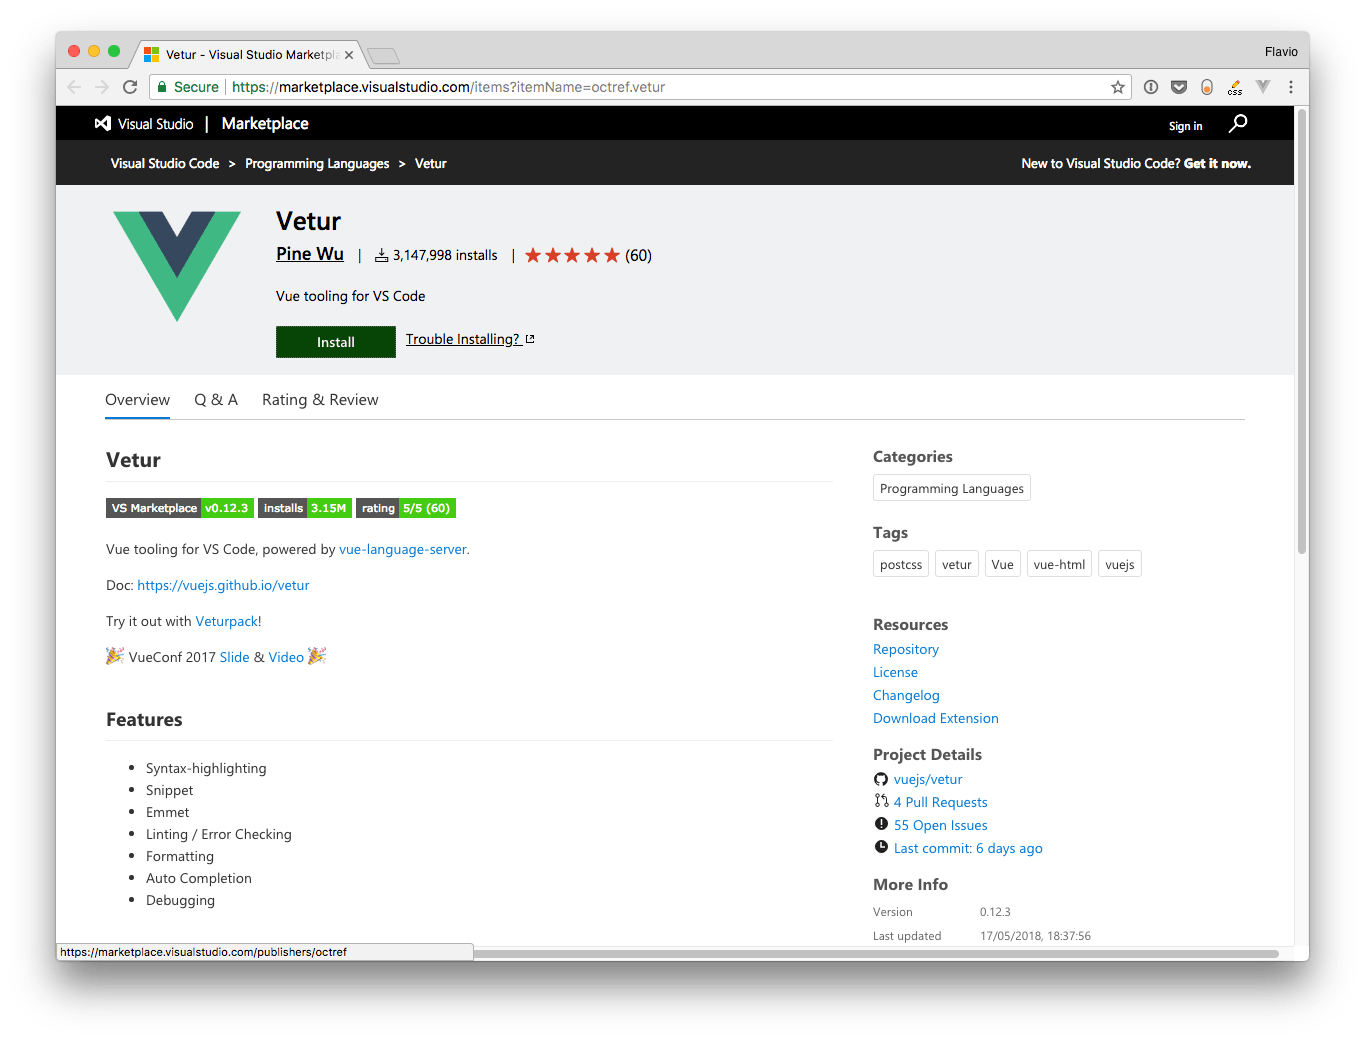 Vetur - Visual Studio Marketpla
Flavio
Secure https://marketplace.visualstudio.com/items?itemName=octref.vetur
css
Visual Studio | Marketplace
Sign in
Visual Studio Code > Programming Languages > Vetur
New to Visual Studio Code? Get it now.
Vetur
Pine Wu | 3,147,998 installs | (60)
Vue tooling for VS Code
Install
Trouble Installing?
Overview Q & A Rating & Review
Vetur
VS Marketplace v0.12.3 installs 3.15M rating 5/5 (60)
Vue tooling for VS Code, powered by vue-language-server.
Doc: https://vuejs.github.io/vetur
Try it out with Veturpack!
🎉 VueConf 2017 Slide & Video 🎉
Features
• Syntax-highlighting
• Snippet
• Emmet
• Linting / Error Checking
• Formatting
• Auto Completion
• Debugging
Categories
Programming Languages
Tags
postcss vetur Vue vue-html vuejs
Resources
Repository
License
Changelog
Download Extension
Project Details
vuejs/vetur
4 Pull Requests
55 Open Issues
Last commit: 6 days ago
More Info
Version 0.12.3
Last updated 17/05/2018, 18:37:56
https://marketplace.visualstudio.com/publishers/octref